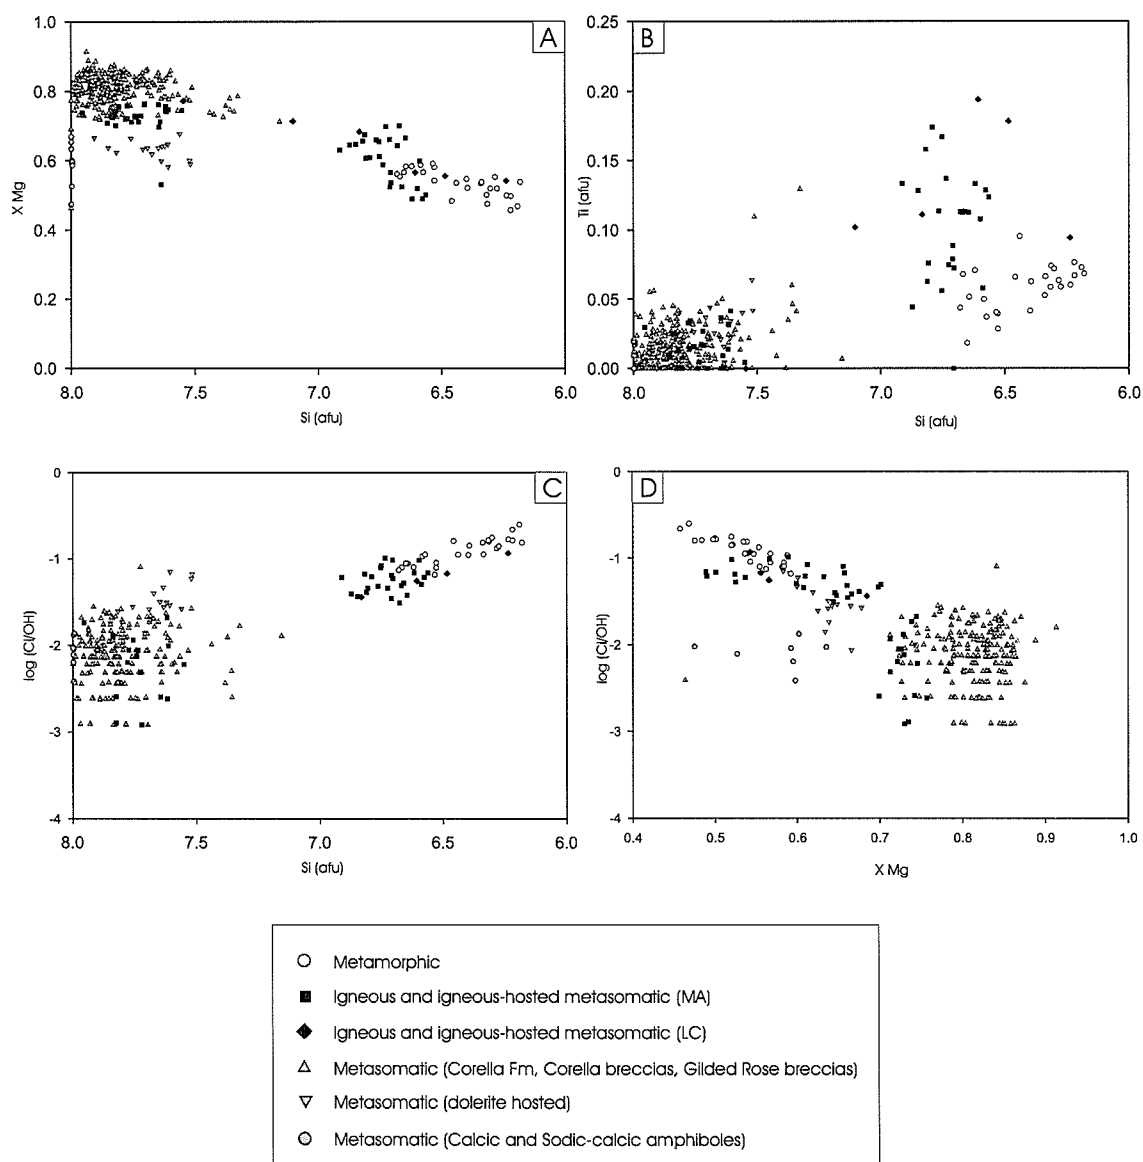 A
1.0
0.8
0.6
0.4
0.2
0.0
X Mg
8.0 7.5 7.0 6.5 6.0
Si (afu)
B
0.25
0.20
0.15
0.10
0.05
0.00
Ti (afu)
8.0 7.5 7.0 6.5 6.0
Si (afu)
C
0
-1
-2
-3
-4
log (Cl/OH)
8.0 7.5 7.0 6.5 6.0
Si (afu)
D
0
-1
-2
-3
-4
log (Cl/OH)
0.4 0.5 0.6 0.7 0.8 0.9 1.0
X Mg
Metamorphic
Igneous and igneous-hosted metasomatic (MA)
Igneous and igneous-hosted metasomatic (LC)
Metasomatic (Corella Fm, Corella breccias, Gilded Rose breccias)
Metasomatic (dolerite hosted)
Metasomatic (Calcic and Sodic-calcic amphiboles)